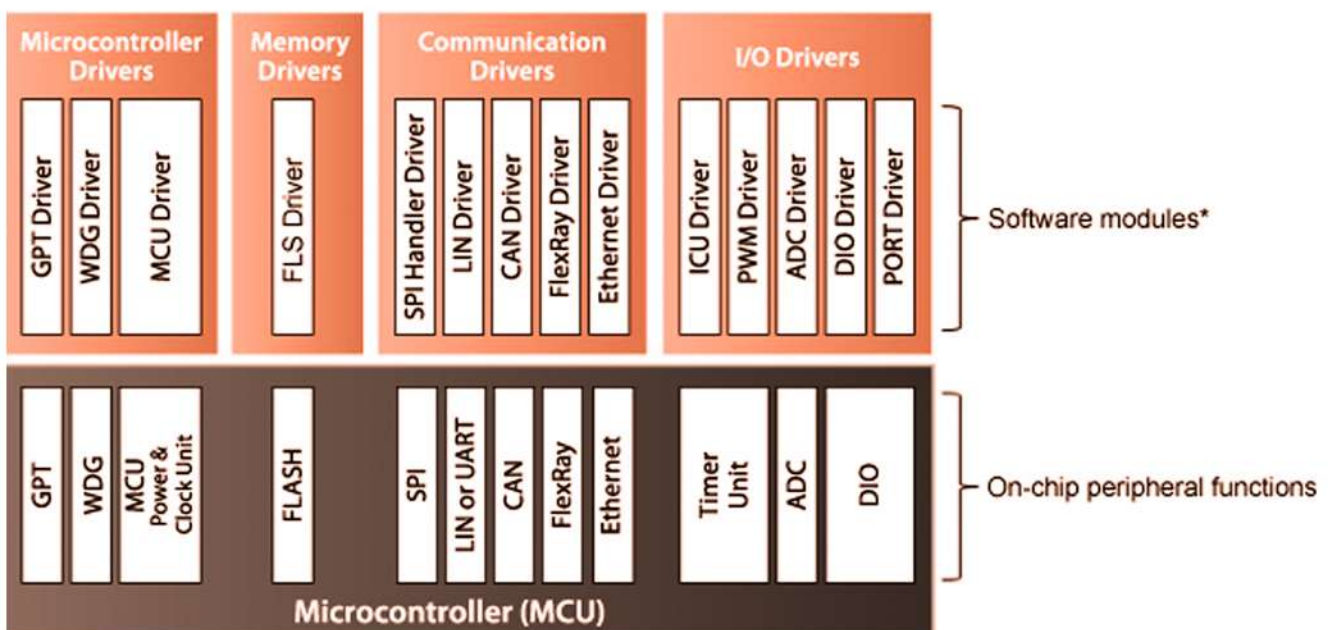 Microcontroller
Drivers
Memory
Drivers
Communication
Drivers
I/O Drivers
GPT Driver
WDG Driver
MCU Driver
FLS Driver
SPI Handler Driver
LIN Driver
CAN Driver
FlexRay Driver
Ethernet Driver
ICU Driver
PWM Driver
ADC Driver
DIO Driver
PORT Driver
Software modules*
GPT
WDG
MCU
Power &
Clock Unit
FLASH
SPI
LIN or UART
CAN
FlexRay
Ethernet
Timer
Unit
ADC
DIO
On-chip peripheral functions
Microcontroller (MCU)